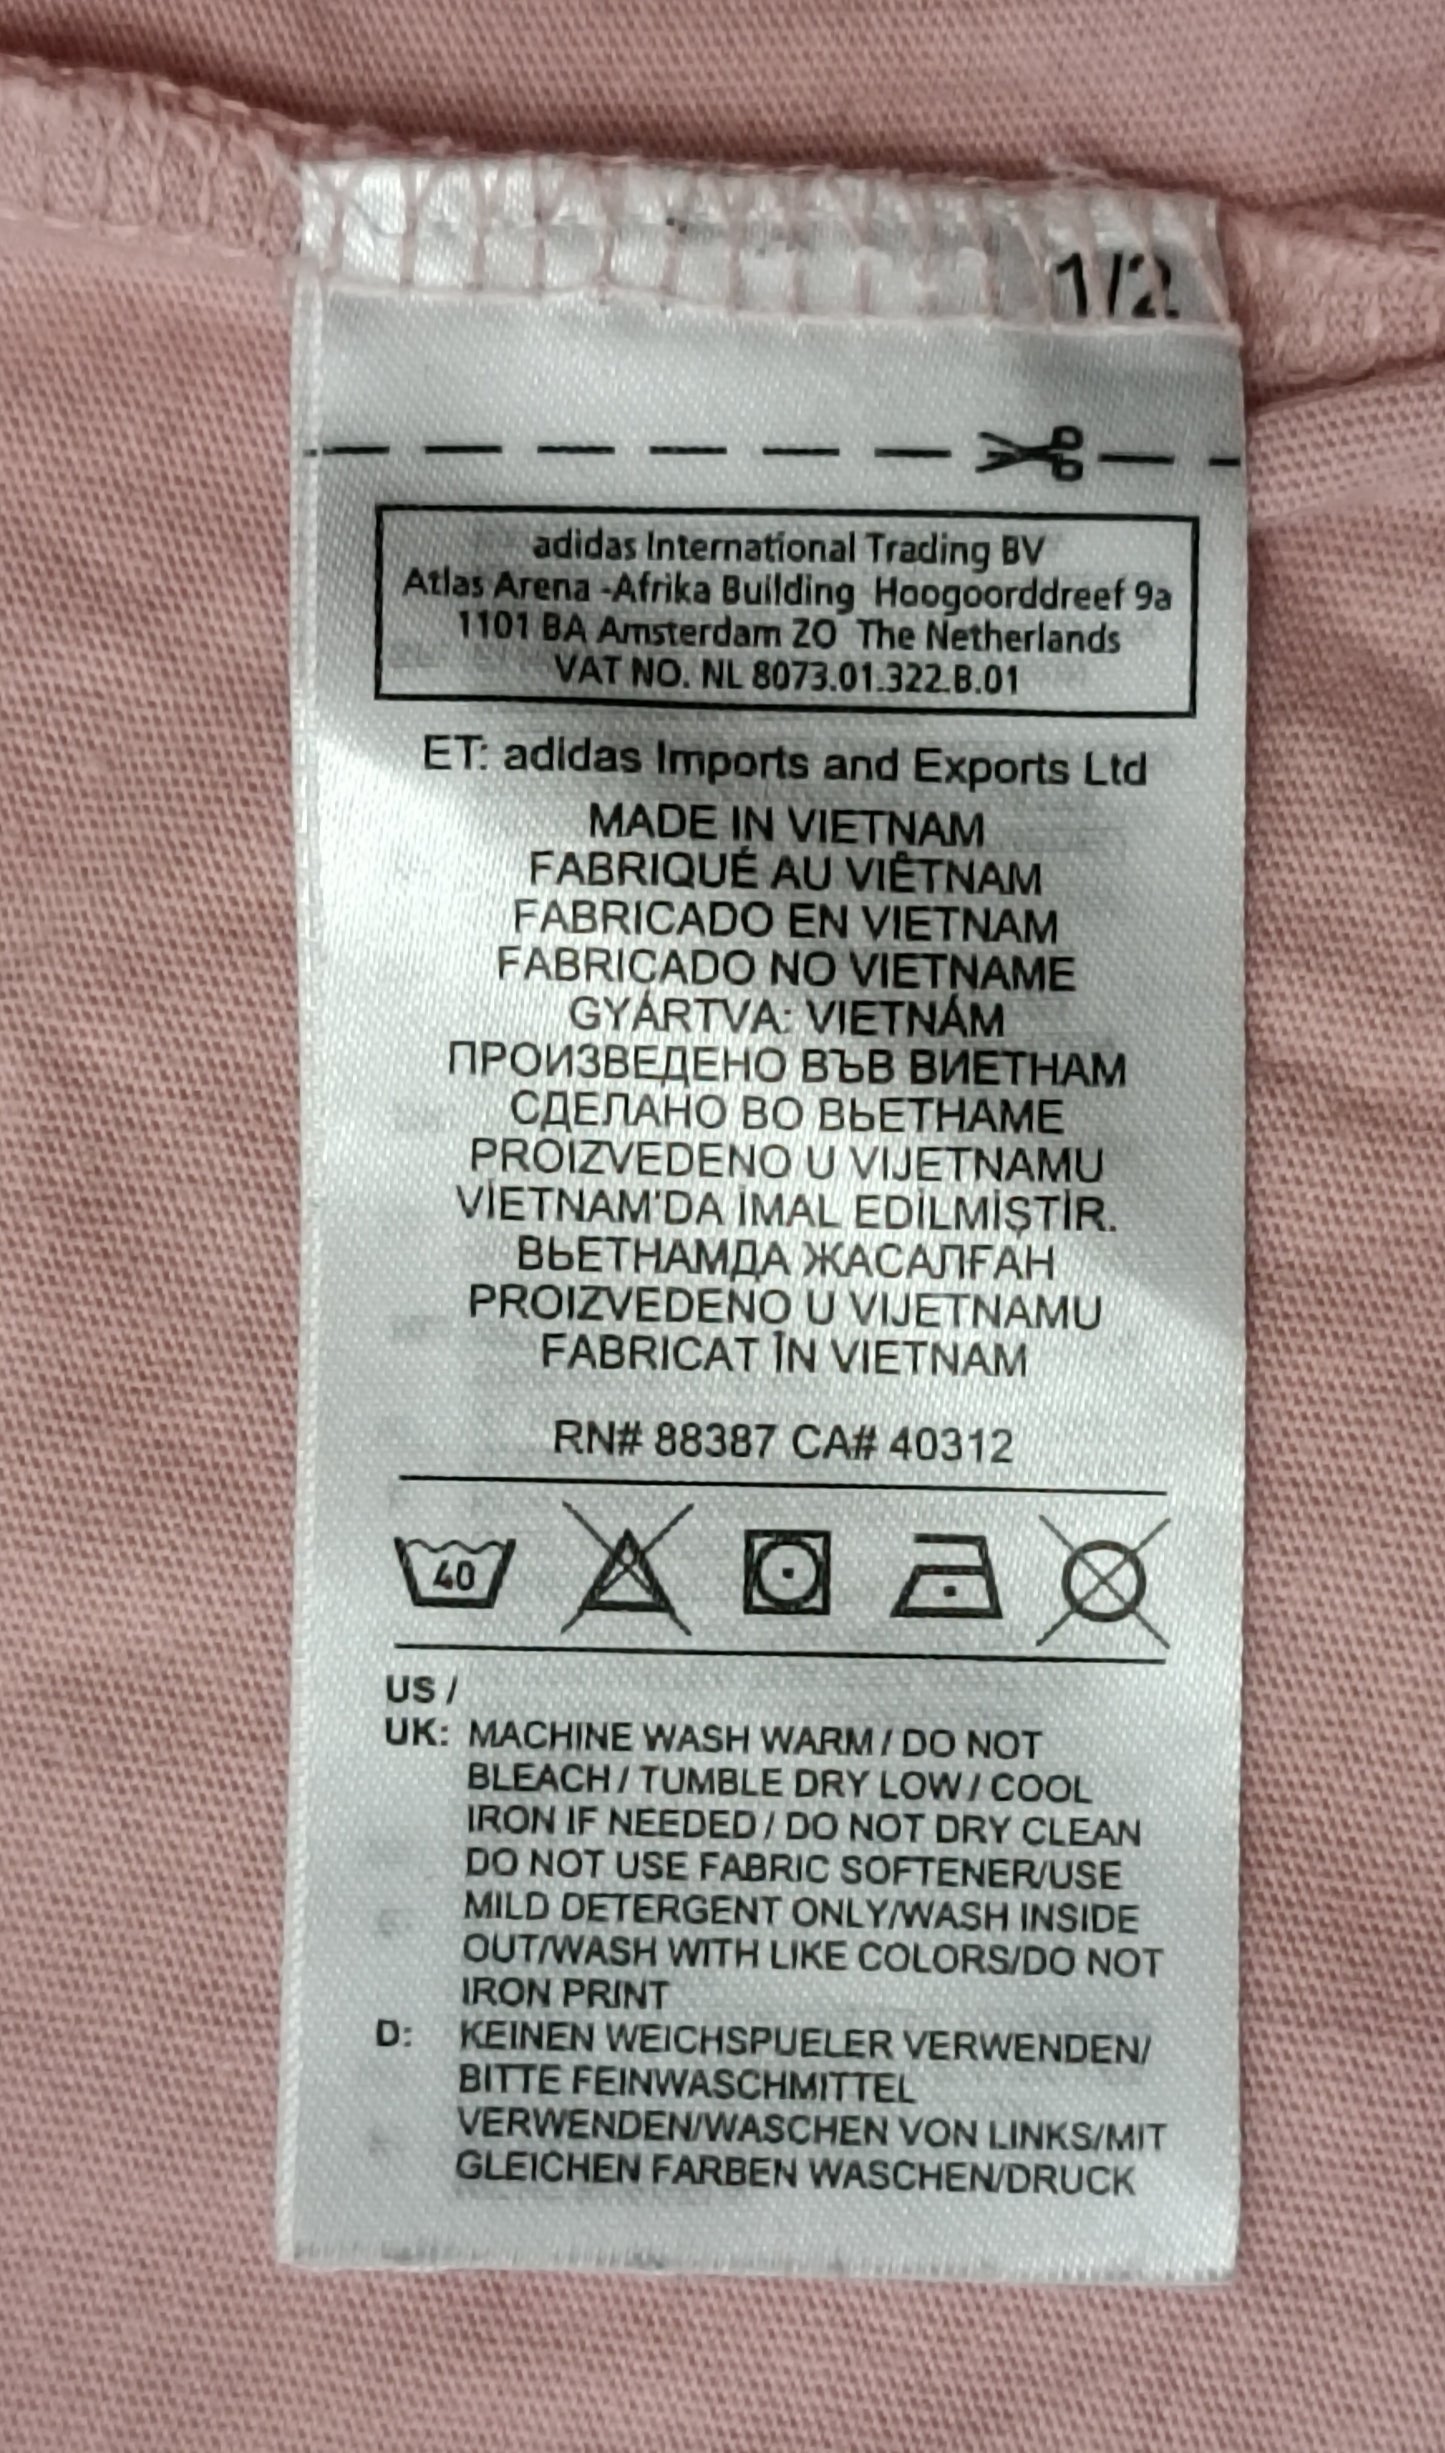 1/2
adidas International Trading BV
Atlas Arena -Afrika Building Hoogoorddreef 9a
1101 BA Amsterdam ZO The Netherlands
VAT NO. NL 8073.01.322.B.01
ET: adidas Imports and Exports Ltd
MADE IN VIETNAM
FABRIQUÉ AU VIÊTNAM
FABRICADO EN VIETNAM
FABRICADO NO VIETNAME
GYÁRTVA: VIETNÁM
ПРОИЗВЕДЕНО ВЪВ ВИЕТНАМ
СДЕЛАНО ВО ВЬЕТНАМЕ
PROIZVEDENO U VIJETNAMU
VİETNAM'DA İMAL EDİLMİŞTİR.
ВЬЕТНАМДА ЖАСАЛҒАН
PROIZVEDENO U VIJETNAMU
FABRICAT ÎN VIETNAM
RN# 88387 CA# 40312
40
US /
UK: MACHINE WASH WARM / DO NOT
BLEACH / TUMBLE DRY LOW / COOL
IRON IF NEEDED / DO NOT DRY CLEAN
DO NOT USE FABRIC SOFTENER/USE
MILD DETERGENT ONLY/WASH INSIDE
OUT/WASH WITH LIKE COLORS/DO NOT
IRON PRINT
D: KEINEN WEICHSPUELER VERWENDEN/
BITTE FEINWASCHMITTEL
VERWENDEN/WASCHEN VON LINKS/MIT
GLEICHEN FARBEN WASCHEN/DRUCK